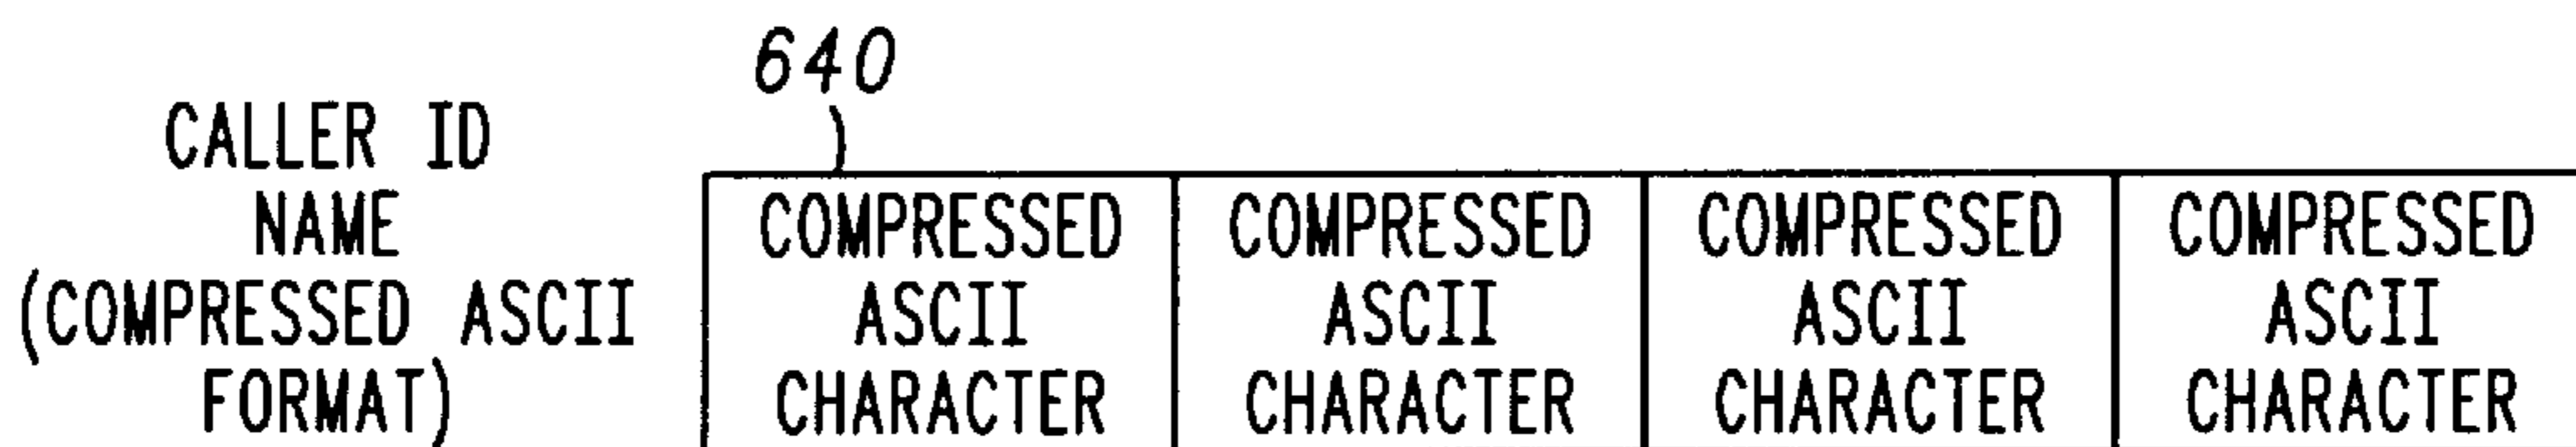 640
CALLER ID
NAME
(COMPRESSED ASCII
FORMAT)
COMPRESSED
ASCII
CHARACTER
COMPRESSED
ASCII
CHARACTER
COMPRESSED
ASCII
CHARACTER
COMPRESSED
ASCII
CHARACTER